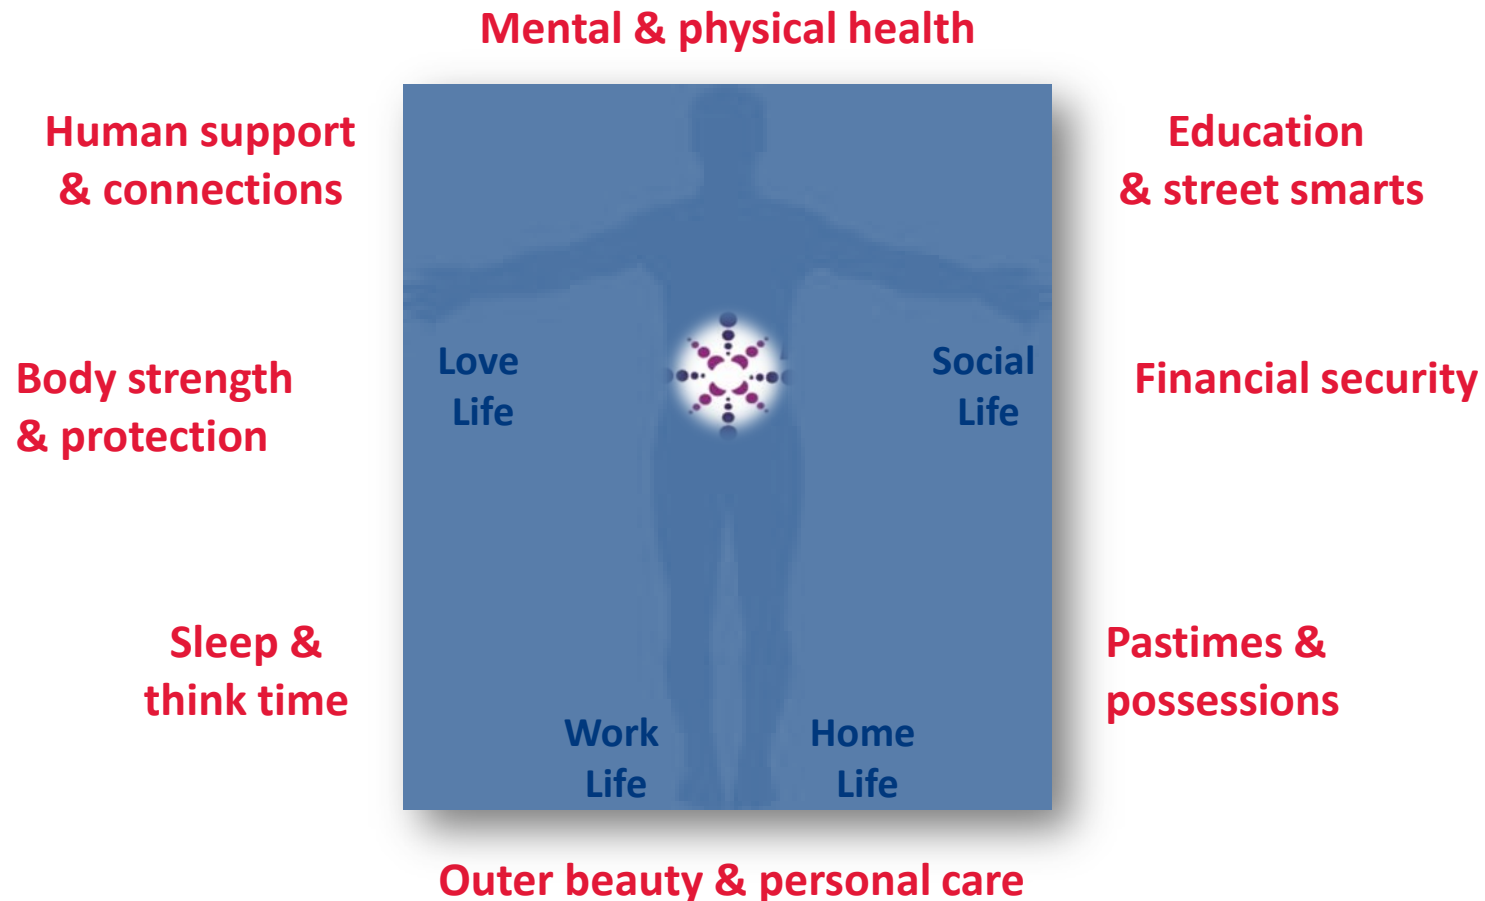 Mental & physical health
Human support
& connections
Education
& street smarts
Love
Life
Social
Life
Body strength
& protection
Financial security
Sleep &
think time
Pastimes &
possessions
Work
Life
Home
Life
Outer beauty & personal care